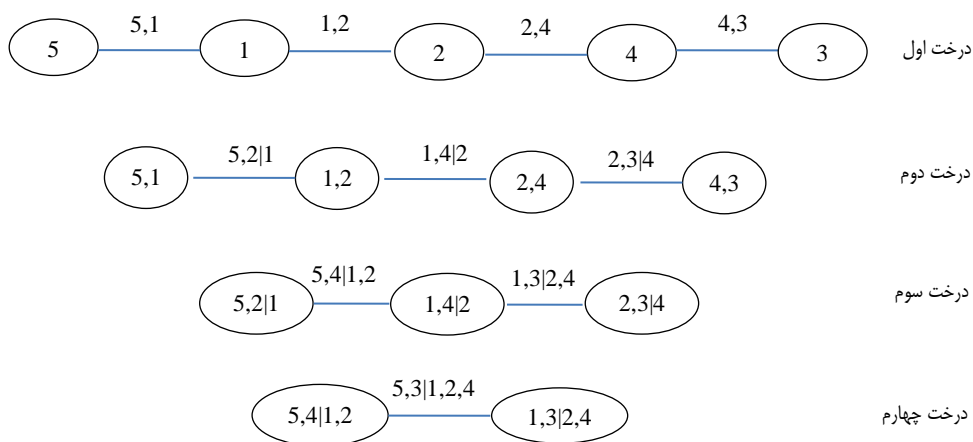 5,1 1,2 2,4 4,3
5 1 2 4 3 درخت اول
5,2|1 1,4|2 2,3|4
5,1 1,2 2,4 4,3 درخت دوم
5,4|1,2 1,3|2,4
5,2|1 1,4|2 2,3|4 درخت سوم
5,3|1,2,4
5,4|1,2 1,3|2,4 درخت چهارم